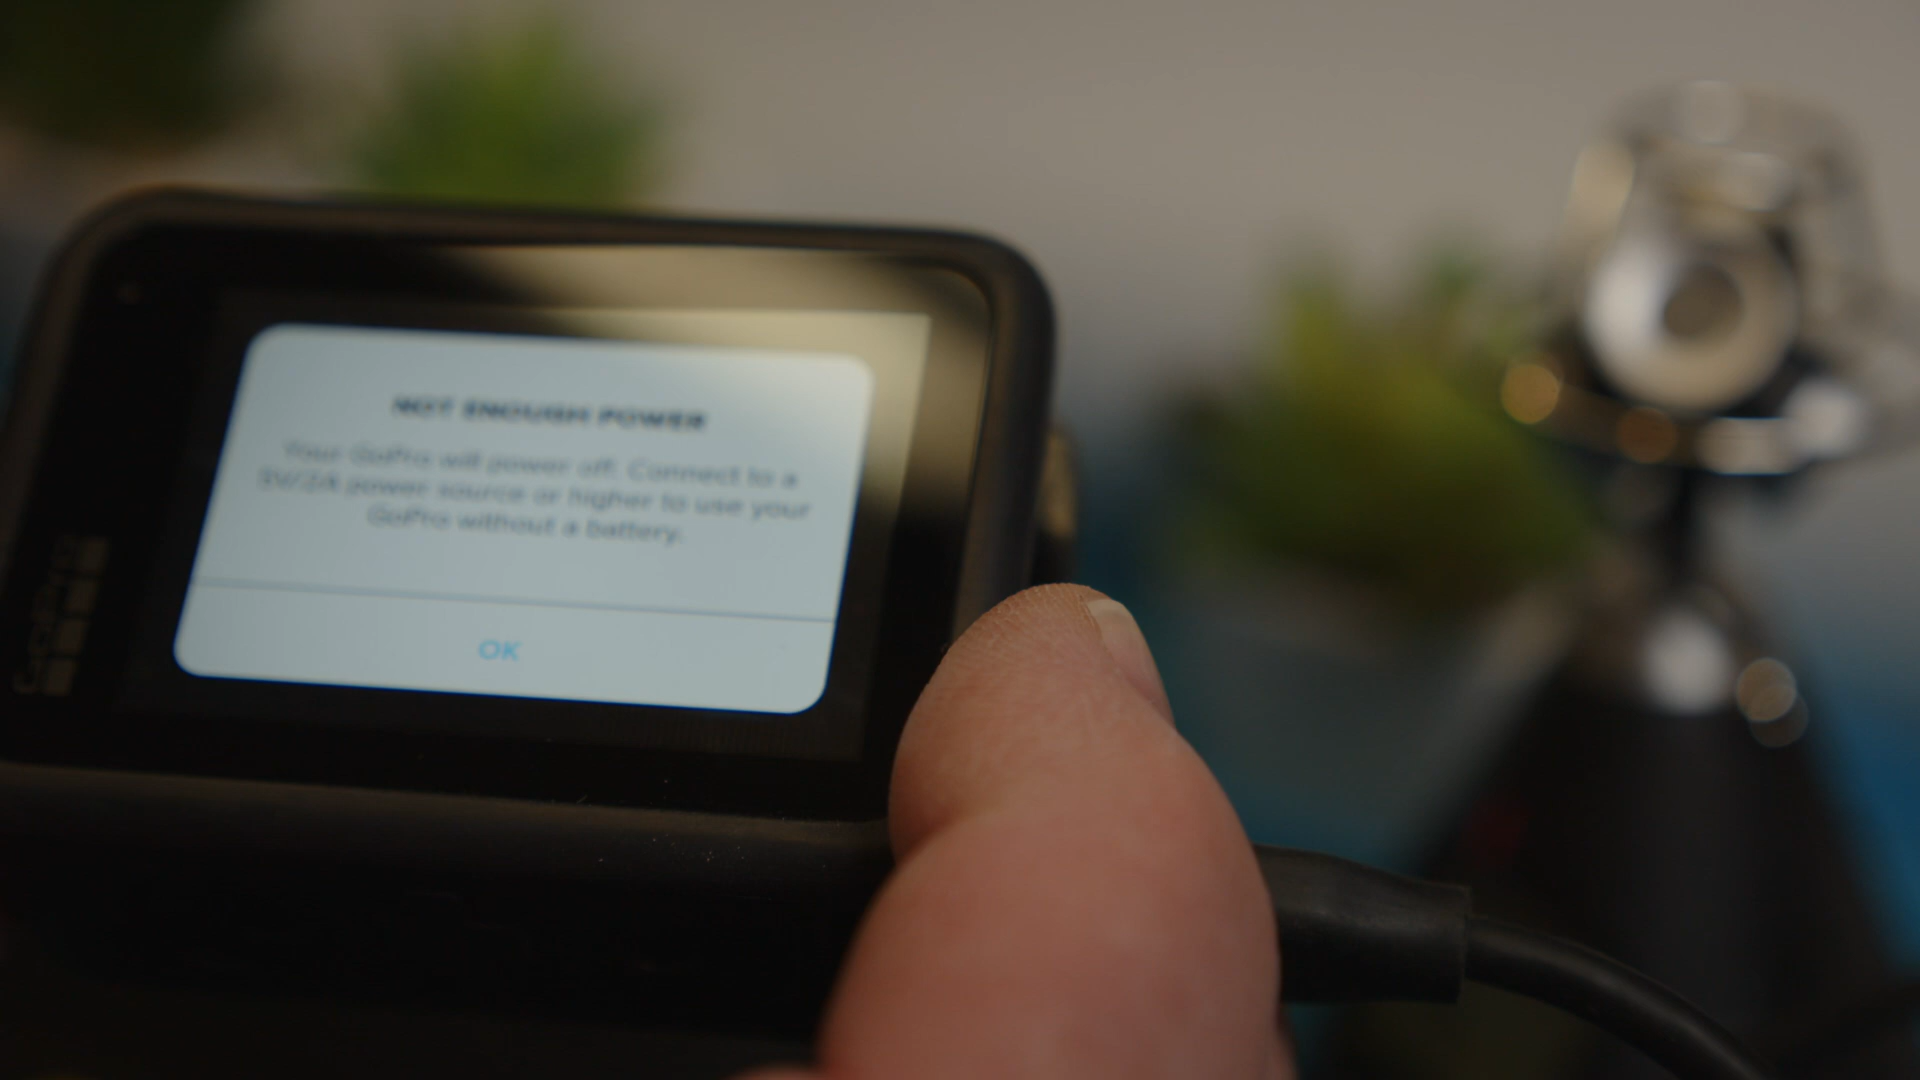 NOT ENOUGH POWER
Your GoPro will power off. Connect to a
5V/2A power source or higher to use your
GoPro without a battery.
OK
GoPro